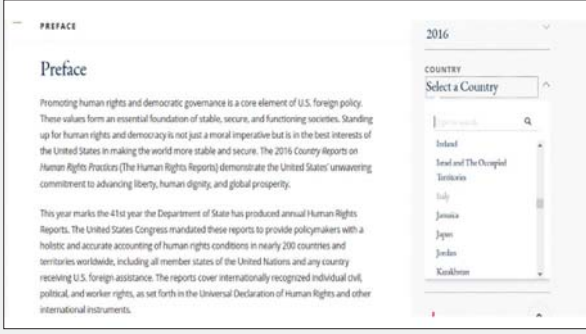 PREFACE
Preface
Promoting human rights and democratic governance is a core element of U.S. foreign policy.
These values form an essential foundation of stable, secure, and functioning societies. Standing
up for human rights and democracy is not just a moral imperative but is in the best interests of
the United States in making the world more stable and secure. The 2016 Country Reports on
Human Rights Practices (The Human Rights Reports) demonstrate the United States' unwavering
commitment to advancing liberty, human dignity, and global prosperity.
This year marks the 41st year the Department of State has produced annual Human Rights
Reports. The United States Congress mandated these reports to provide policymakers with a
holistic and accurate accounting of human rights conditions in nearly 200 countries and
territories worldwide, including all member states of the United Nations and any country
receiving U.S. foreign assistance. The reports cover internationally recognized individual civil,
political, and worker rights, as set forth in the Universal Declaration of Human Rights and other
international instruments.
2016
COUNTRY
Select a Country
Ireland
Israel and The Occupied
Territories
Italy
Jamaica
Japan
Jordan
Kazakhstan